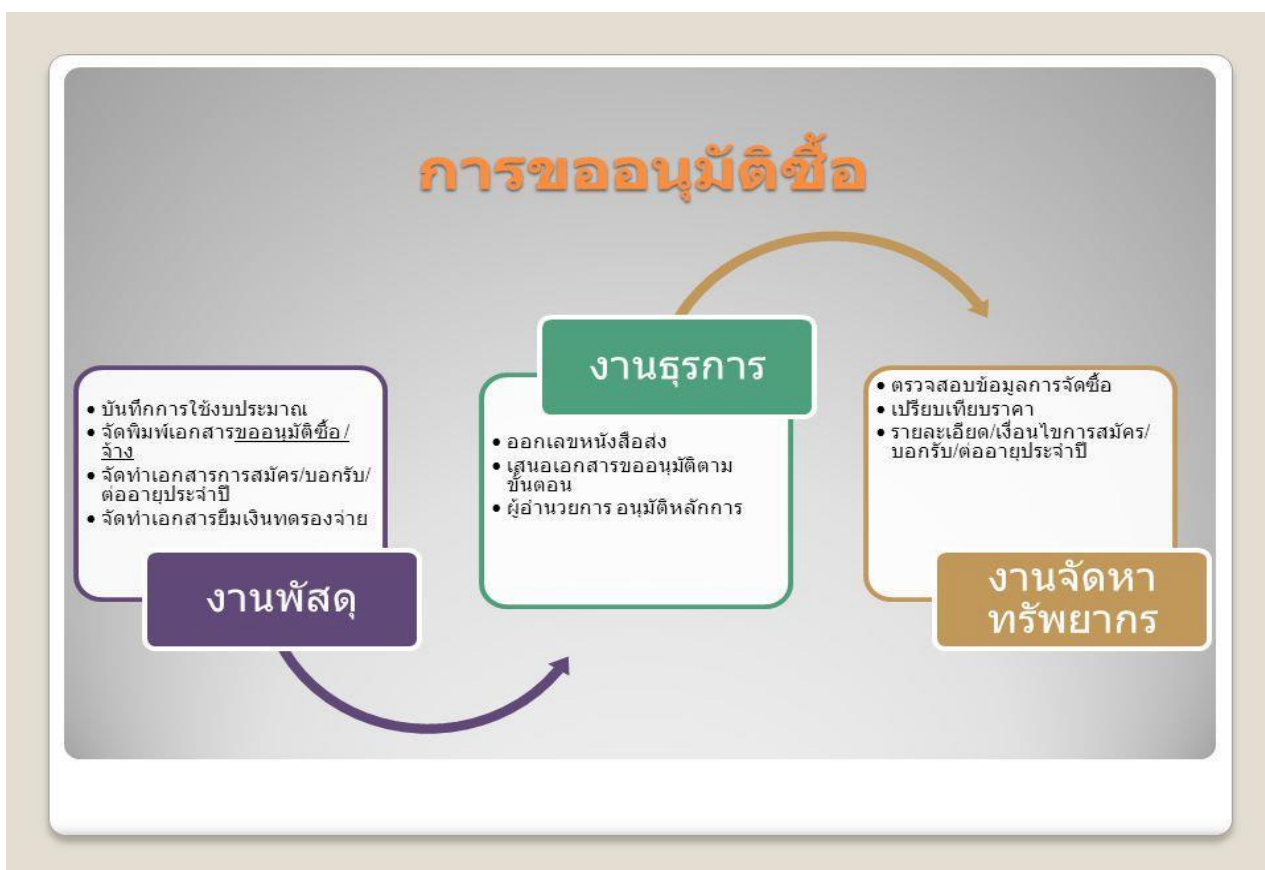 การขออนุมัติซื้อ
• บันทึกการใช้งบประมาณ
• จัดพิมพ์เอกสารขออนุมัติซื้อ/
จ้าง
• จัดทำเอกสารการสมัคร/บอกรับ/
ต่ออายุประจำปี
• จัดทำเอกสารยืมเงินทดรองจ่าย
งานพัสดุ
งานธุรการ
• ออกเลขหนังสือส่ง
• เสนอเอกสารขออนุมัติตาม
ขั้นตอน
• ผู้อำนวยการ อนุมัติหลักการ
• ตรวจสอบข้อมูลการจัดซื้อ
• เปรียบเทียบราคา
• รายละเอียด/เงื่อนไขการสมัคร/
บอกรับ/ต่ออายุประจำปี
งานจัดหา
ทรัพยากร